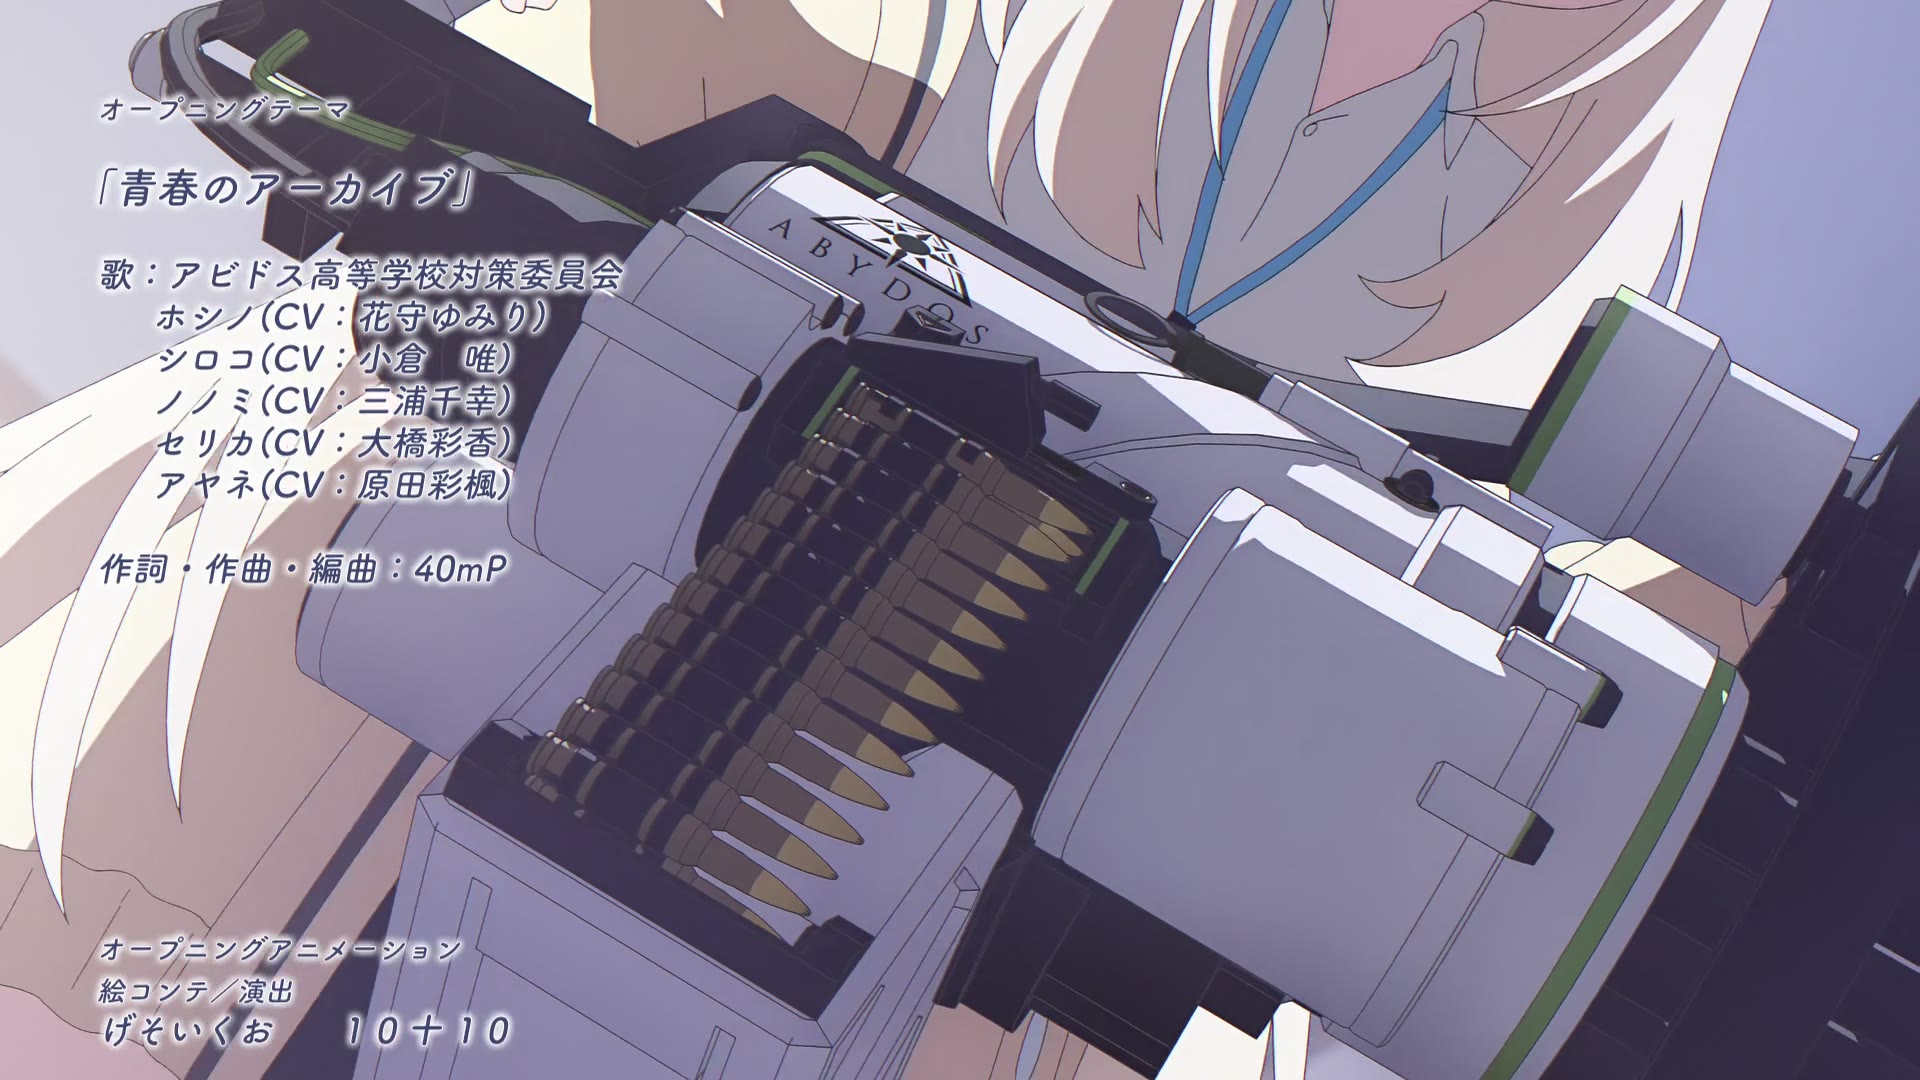 オープニングテーマ
「青春のアーカイブ」
歌：アビドス高等学校対策委員会
ホシノ(CV：花守ゆみり)
シロコ(CV：小倉　唯)
ノノミ(CV：三浦千幸)
セリカ(CV：大橋彩香)
アヤネ(CV：原田彩楓)
作詞・作曲・編曲：40mP
ABYDOS
オープニングアニメーション
絵コンテ／演出
げそいくお　　１０十１０